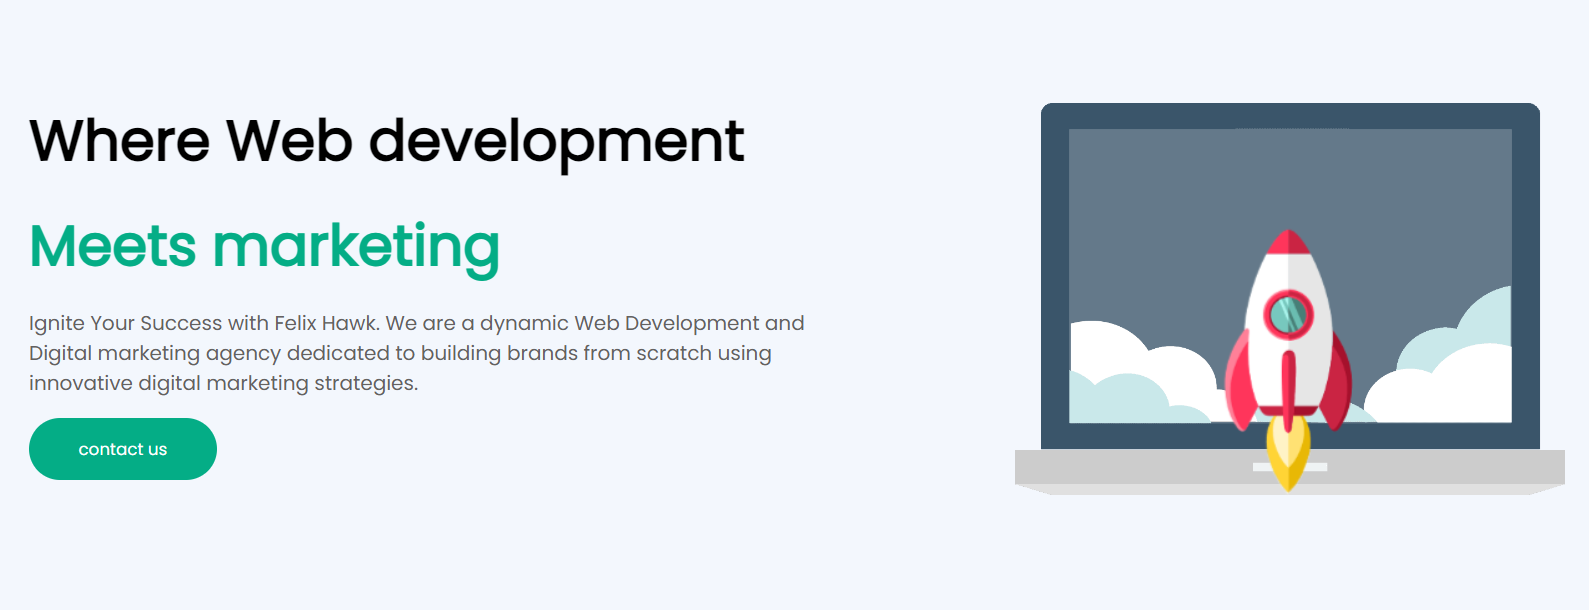 Where Web development
Meets marketing
Ignite Your Success with Felix Hawk. We are a dynamic Web Development and
Digital marketing agency dedicated to building brands from scratch using
innovative digital marketing strategies.
contact us